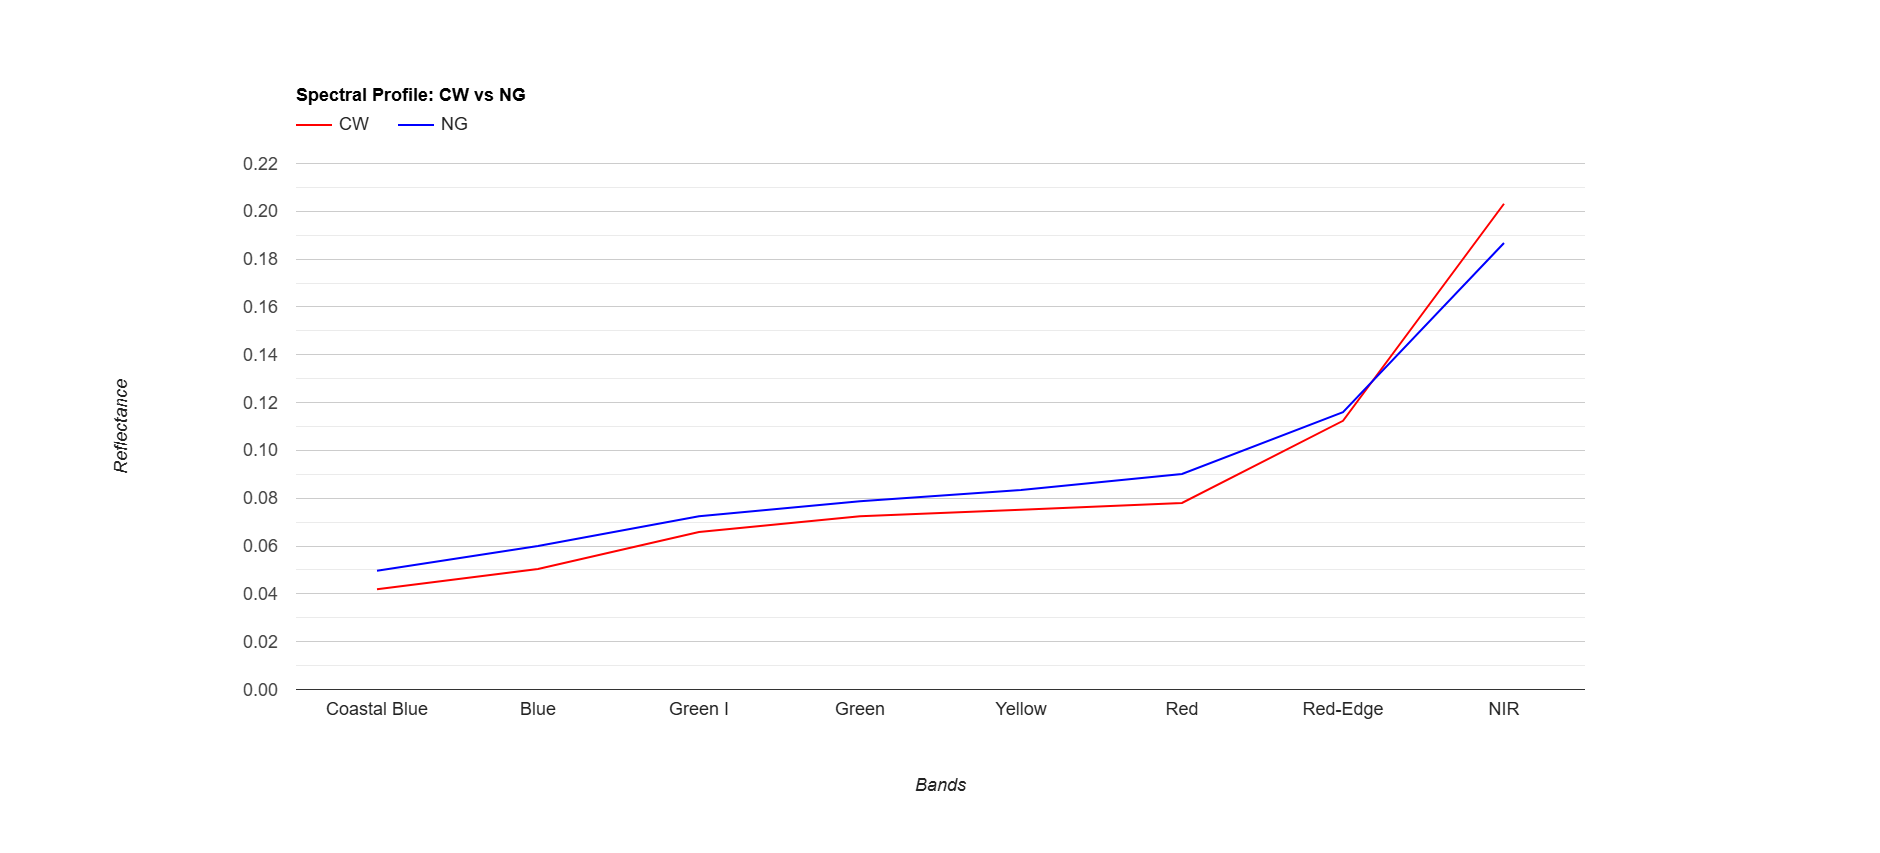 Spectral Profile: CW vs NG
CW NG
0.22
0.20
0.18
0.16
0.14
0.12
0.10
0.08
0.06
0.04
0.02
0.00
Reflectance
Coastal Blue Blue Green I Green Yellow Red Red-Edge NIR
Bands